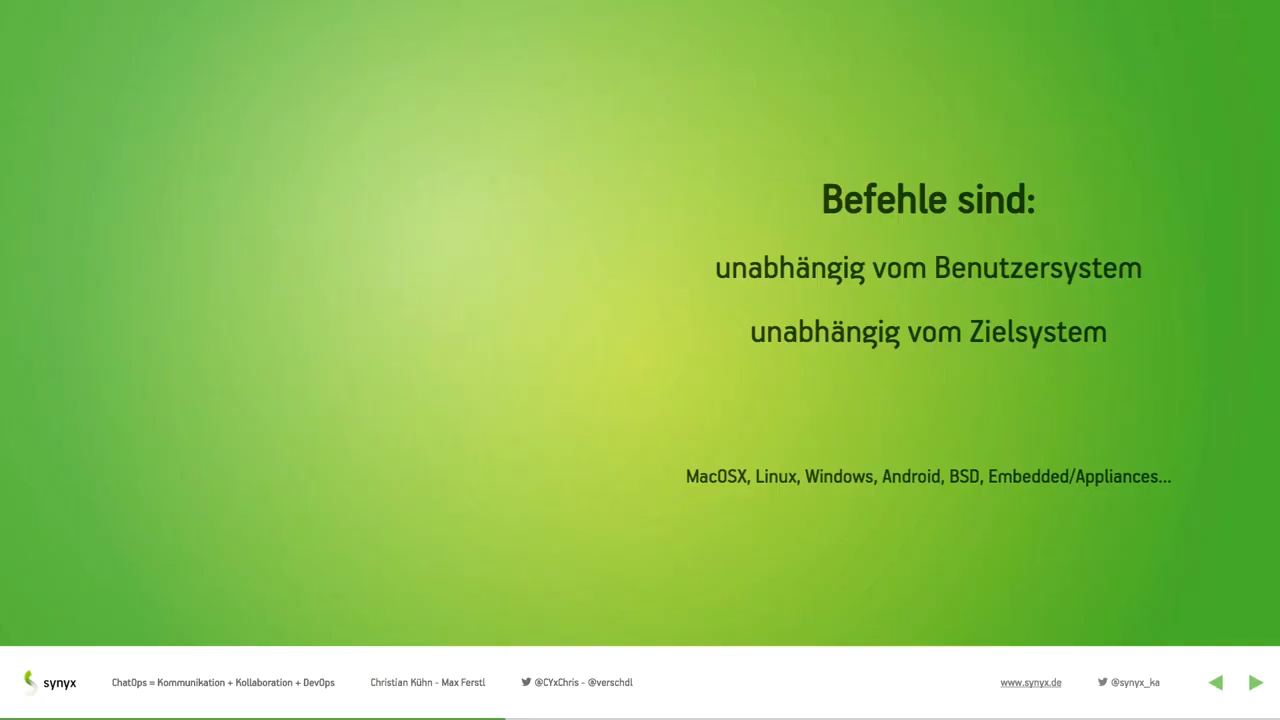 Befehle sind:
unabhängig vom Benutzersystem
unabhängig vom Zielsystem
MacOSX, Linux, Windows, Android, BSD, Embedded/Appliances...
synyx ChatOps = Kommunikation + Kollaboration + DevOps Christian Kühn - Max Ferstl @CYxChris - @verschdl www.synyx.de @synyx_ka